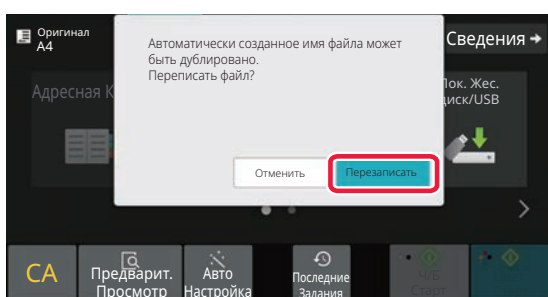 Оригинал
A4
Сведения
Автоматически созданное имя файла может
быть дублировано.
Переписать файл?
Адресная К
Лок. Жес.
диск/USB
Отменить
Перезаписать
CA
Предварит.
Просмотр
Авто
Настройка
Последние
Задания
Ч/Б
Старт